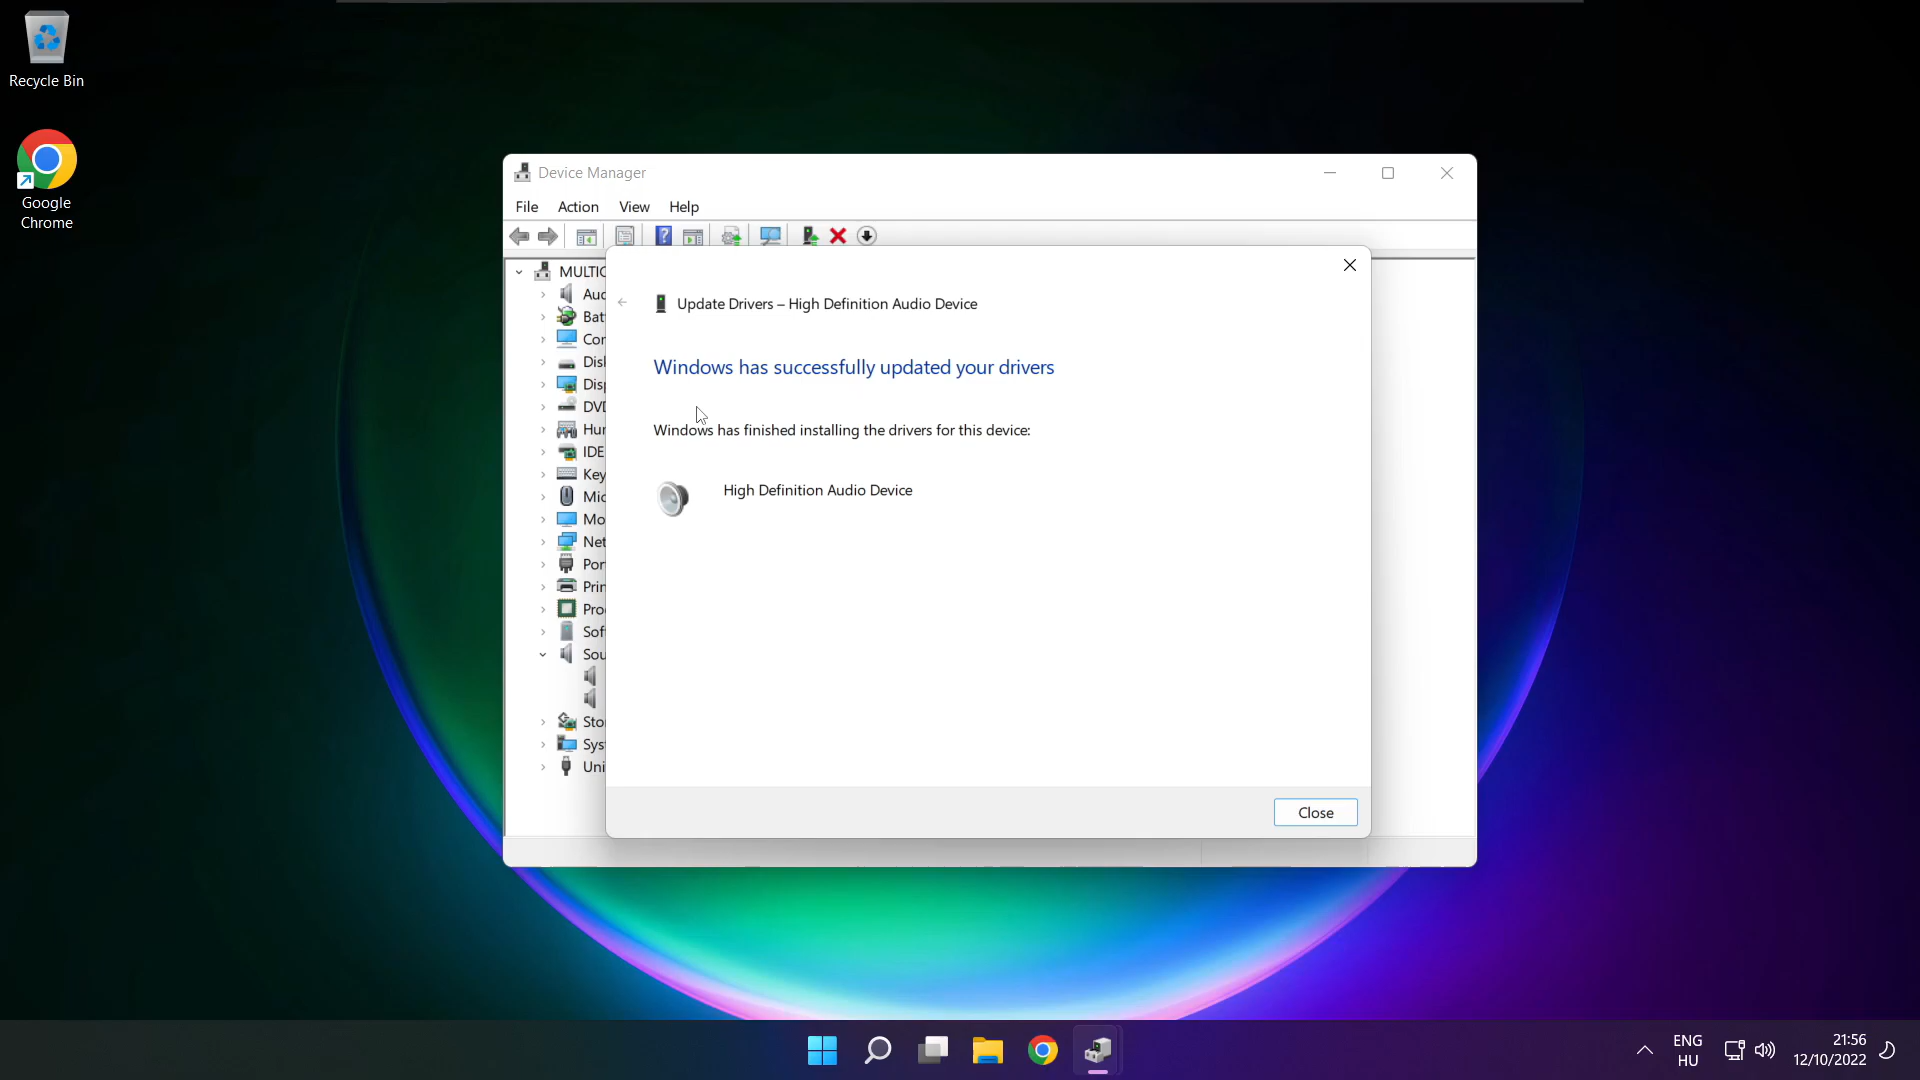 Recycle Bin
Google
Chrome
Device Manager
File Action View Help
MULTIC
Auc
Bat
Cor
Disk
Disp
DVD
Hur
IDE
Key
Mic
Mo
Net
Por
Prin
Pro
Sof
Sou
Sto
Syst
Uni
Update Drivers – High Definition Audio Device
Windows has successfully updated your drivers
Windows has finished installing the drivers for this device:
High Definition Audio Device
Close
ENG
HU
21:56
12/10/2022